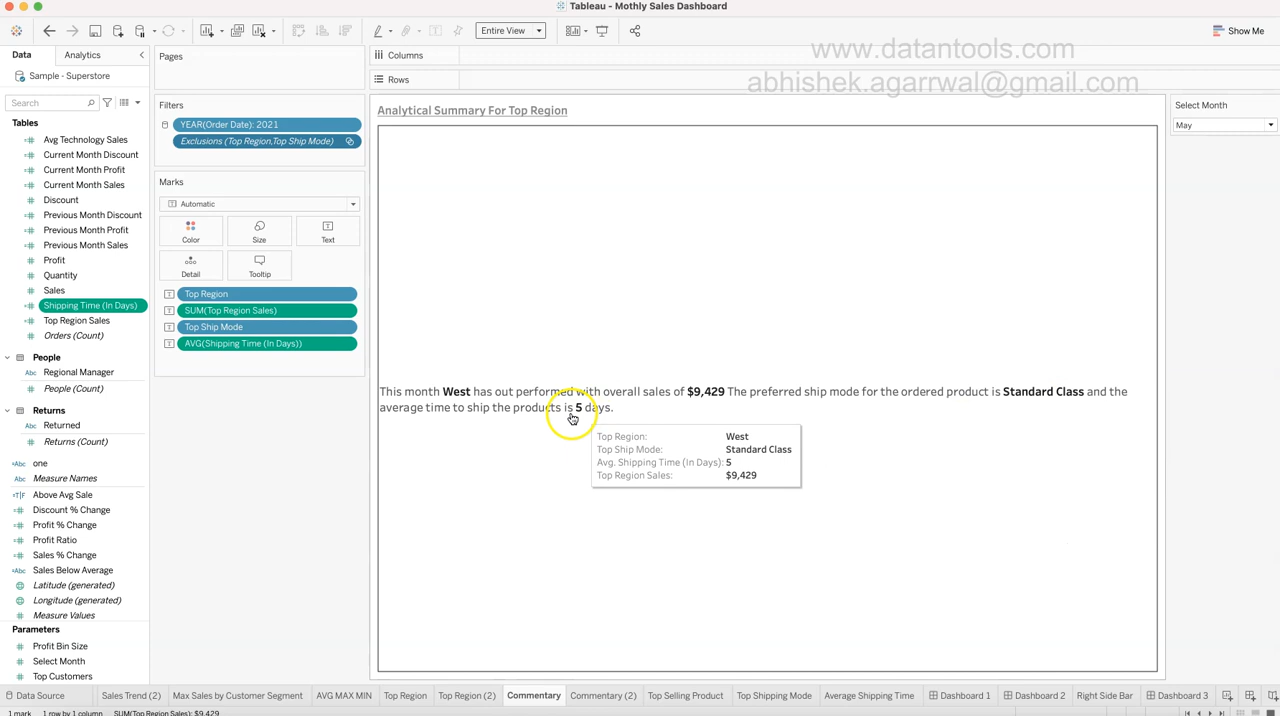 Tableau - Mothly Sales Dashboard
Entire View
Show Me
www.datantools.com
abhishek.agarrwal@gmail.com
Data
Analytics
Sample - Superstore
Search
Tables
Avg Technology Sales
Current Month Discount
Current Month Profit
Current Month Sales
Discount
Previous Month Discount
Previous Month Profit
Previous Month Sales
Profit
Quantity
Sales
Shipping Time (In Days)
Top Region Sales
Orders (Count)
People
Abc Regional Manager
People (Count)
Returns
Abc Returned
Returns (Count)
Abc one
Abc Measure Names
T|F Above Avg Sale
Discount % Change
Profit % Change
Profit Ratio
Sales % Change
Abc Sales Below Average
Latitude (generated)
Longitude (generated)
Measure Values
Parameters
Profit Bin Size
Select Month
Top Customers
Pages
Filters
YEAR(Order Date): 2021
Exclusions (Top Region,Top Ship Mode)
Marks
Automatic
Color
Size
Text
Detail
Tooltip
Top Region
SUM(Top Region Sales)
Top Ship Mode
AVG(Shipping Time (In Days))
Columns
Rows
Analytical Summary For Top Region
This month West has out performed with overall sales of $9,429 The preferred ship mode for the ordered product is Standard Class and the
average time to ship the products is 5 days.
Top Region: West
Top Ship Mode: Standard Class
Avg. Shipping Time (In Days): 5
Top Region Sales: $9,429
Select Month
May
Data Source
Sales Trend (2)
Max Sales by Customer Segment
AVG MAX MIN
Top Region
Top Region (2)
Commentary
Commentary (2)
Top Selling Product
Top Shipping Mode
Average Shipping Time
Dashboard 1
Dashboard 2
Right Side Bar
Dashboard 3
1 mark 1 row by 1 column SUM(Top Region Sales): $9,429